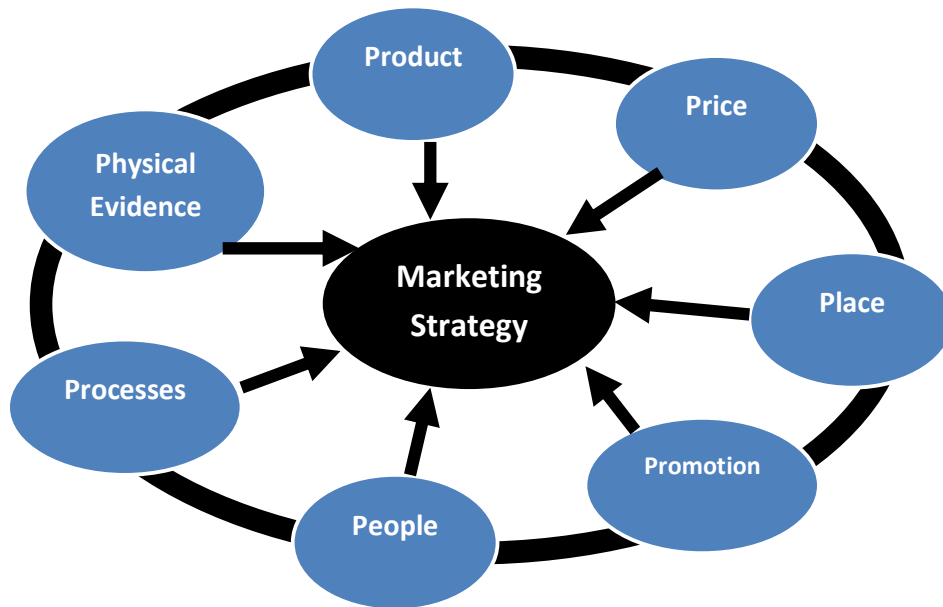 Product
Price
Physical
Evidence
Marketing
Strategy
Place
Processes
Promotion
People